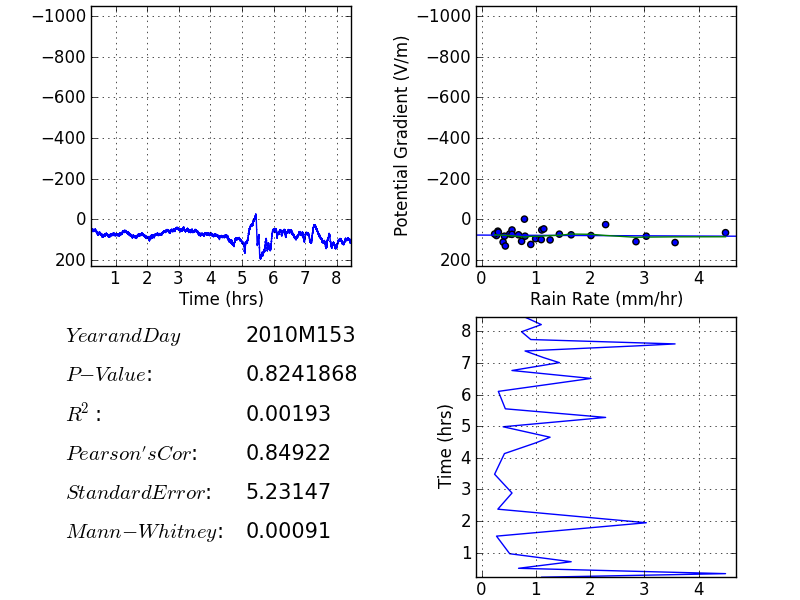 −1000
−800
−600
−400
−200
0
200
1 2 3 4 5 6 7 8
Time (hrs)
Potential Gradient (V/m)
−1000
−800
−600
−400
−200
0
200
0 1 2 3 4
Rain Rate (mm/hr)
YearandDay 2010M153
P−Value: 0.8241868
R²: 0.00193
Pearson'sCor: 0.84922
StandardError: 5.23147
Mann−Whitney: 0.00091
Time (hrs)
8
7
6
5
4
3
2
1
0 1 2 3 4